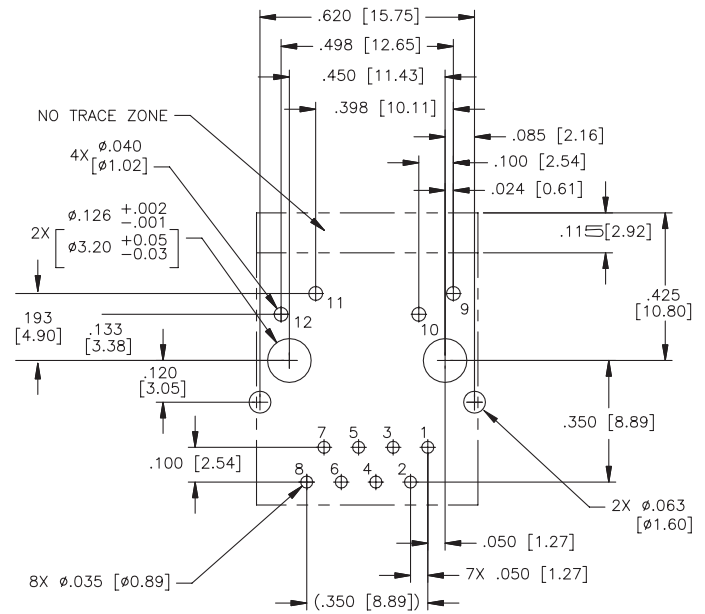 .620 [15.75]
.498 [12.65]
.450 [11.43]
.398 [10.11]
NO TRACE ZONE
.085 [2.16]
4X ø.040
[ø1.02]
.100 [2.54]
.024 [0.61]
2X ø.126 +.002
-.001
[ø3.20 +0.05
-0.03]
.115[2.92]
11
9
12
10
.193
[4.90]
.133
[3.38]
.425
[10.80]
.120
[3.05]
.350 [8.89]
7 5 3 1
.100 [2.54]
8 6 4 2
2X ø.063
[ø1.60]
.050 [1.27]
8X ø.035 [ø0.89]
7X .050 [1.27]
(.350 [8.89])